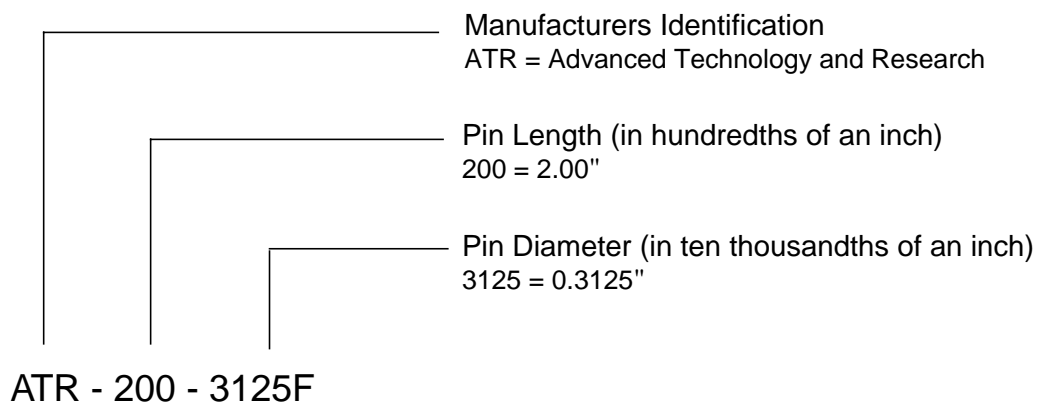 Manufacturers Identification
ATR = Advanced Technology and Research
Pin Length (in hundredths of an inch)
200 = 2.00"
Pin Diameter (in ten thousandths of an inch)
3125 = 0.3125"
ATR - 200 - 3125F